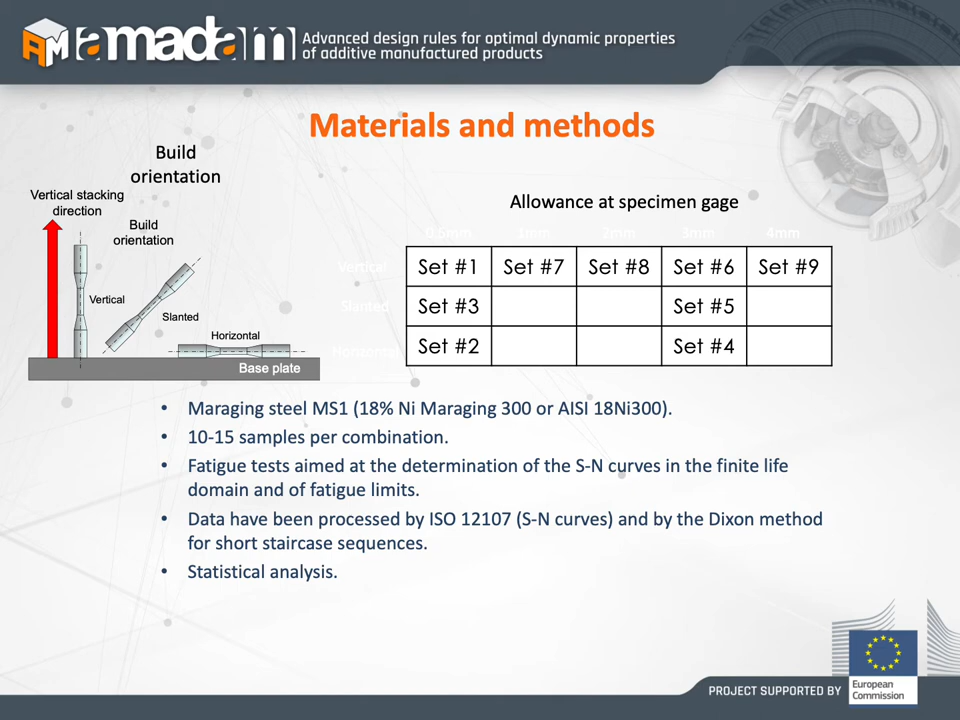 amadam
Advanced design rules for optimal dynamic properties
of additive manufactured products
Materials and methods
Build
orientation
Vertical stacking
direction
Build
orientation
Vertical
Slanted
Horizontal
Base plate
Allowance at specimen gage
0.5mm 1mm 2mm 3mm 4mm
Vertical Set #1 Set #7 Set #8 Set #6 Set #9
Slanted Set #3 Set #5
Horizontal Set #2 Set #4
• Maraging steel MS1 (18% Ni Maraging 300 or AISI 18Ni300).
• 10-15 samples per combination.
• Fatigue tests aimed at the determination of the S-N curves in the finite life
domain and of fatigue limits.
• Data have been processed by ISO 12107 (S-N curves) and by the Dixon method
for short staircase sequences.
• Statistical analysis.
PROJECT SUPPORTED BY
European
Commission